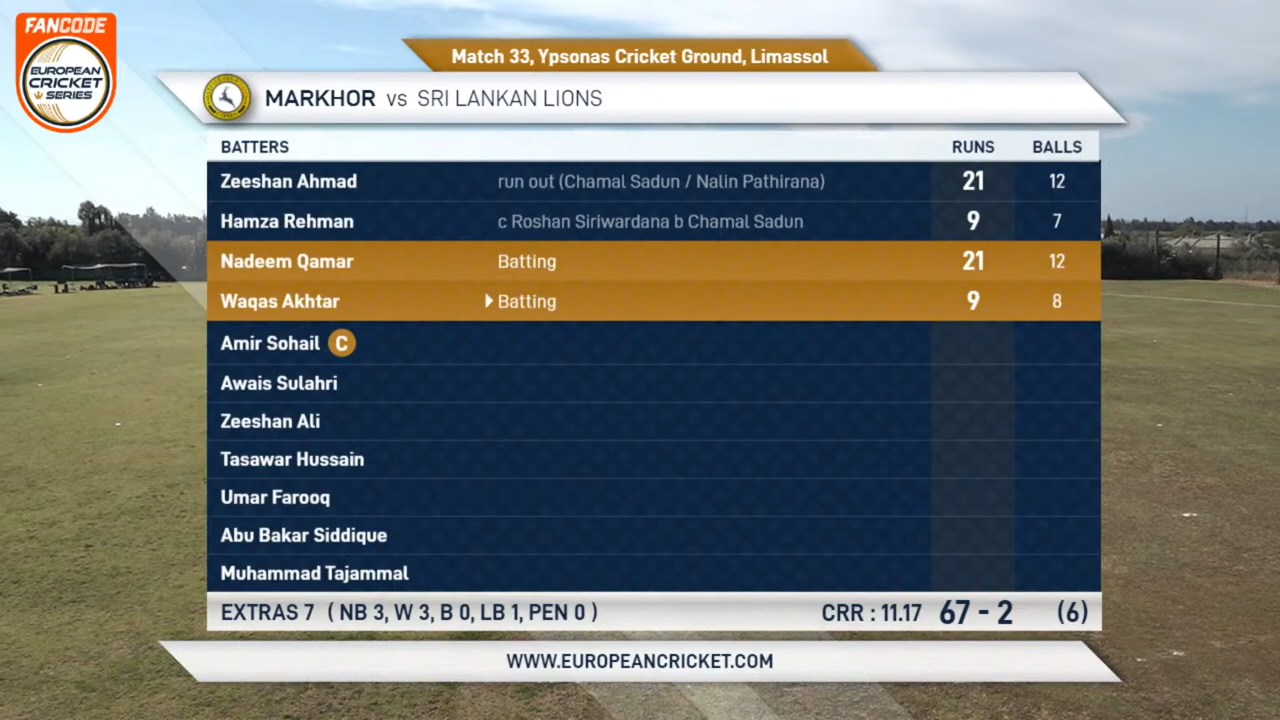 FANCODE
EUROPEAN
CRICKET
SERIES
Match 33, Ypsonas Cricket Ground, Limassol
MARKHOR vs SRI LANKAN LIONS
BATTERS RUNS BALLS
Zeeshan Ahmad run out (Chamal Sadun / Nalin Pathirana) 21 12
Hamza Rehman c Roshan Siriwardana b Chamal Sadun 9 7
Nadeem Qamar Batting 21 12
Waqas Akhtar Batting 9 8
Amir Sohail C
Awais Sulahri
Zeeshan Ali
Tasawar Hussain
Umar Farooq
Abu Bakar Siddique
Muhammad Tajammal
EXTRAS 7 ( NB 3, W 3, B 0, LB 1, PEN 0 ) CRR : 11.17 67 - 2 (6)
WWW.EUROPEANCRICKET.COM